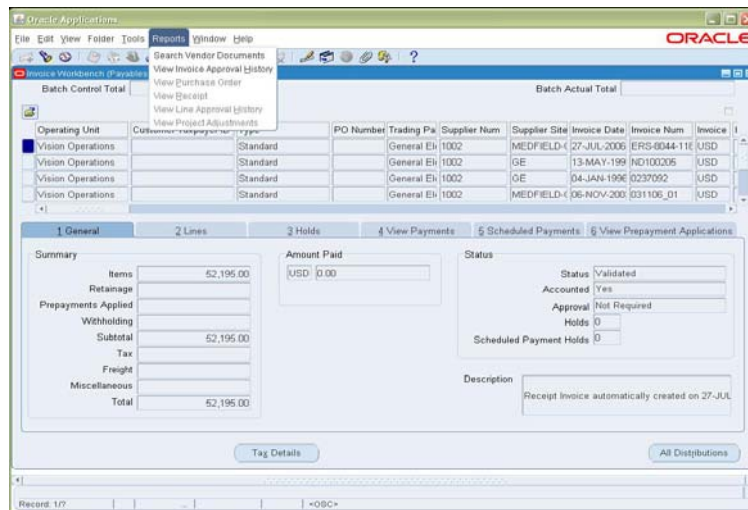 Oracle Applications
File Edit View Folder Tools Reports Window Help
ORACLE
Search Vendor Documents
View Invoice Approval History
View Purchase Order
View Receipt
View Line Approval History
View Project Adjustments
Invoice Workbench (Payables
Batch Control Total
Batch Actual Total
Operating Unit Customer Taxpayer ID Type PO Number Trading Pa Supplier Num Supplier Site Invoice Date Invoice Num Invoice
Vision Operations Standard General Ele 1002 MEDFIELD-( 27-JUL-2006 USD
Vision Operations Standard General Ele 1002 GE 13-MAY-199 ND100205 USD
Vision Operations Standard General Ele 1002 GE 04-JAN-1996 0237092 USD
Vision Operations Standard General Ele 1002 MEDFIELD-( 06-NOV-200 031106_01 USD
1 General 2 Lines 3 Holds 4 View Payments 5 Scheduled Payments 6 View Prepayment Applications
Summary
Items 52,195.00
Retainage
Prepayments Applied
Withholding
Subtotal 52,195.00
Tax
Freight
Miscellaneous
Total 52,195.00
Amount Paid
USD 0.00
Status
Status Validated
Accounted Yes
Approval Not Required
Holds 0
Scheduled Payment Holds 0
Description
Receipt Invoice automatically created on 27-JUL
Tag Details
All Distributions
Record: 1/? ... <OSC>